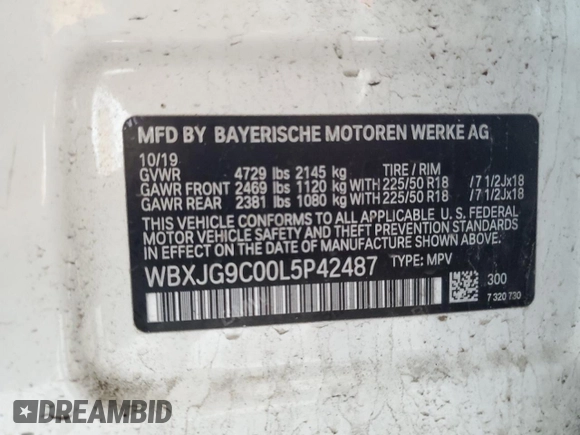 MFD BY BAYERISCHE MOTOREN WERKE AG
10/19
GVWR 4729 lbs 2145 kg TIRE / RIM
GAWR FRONT 2469 lbs 1120 kg WITH 225/50 R18 /7 1/2Jx18
GAWR REAR 2381 lbs 1080 kg WITH 225/50 R18 /7 1/2Jx18
THIS VEHICLE CONFORMS TO ALL APPLICABLE U. S. FEDERAL
MOTOR VEHICLE SAFETY AND THEFT PREVENTION STANDARDS
IN EFFECT ON THE DATE OF MANUFACTURE SHOWN ABOVE.
WBXJG9C00L5P42487 TYPE: MPV
300
7 320 730
DREAMBID